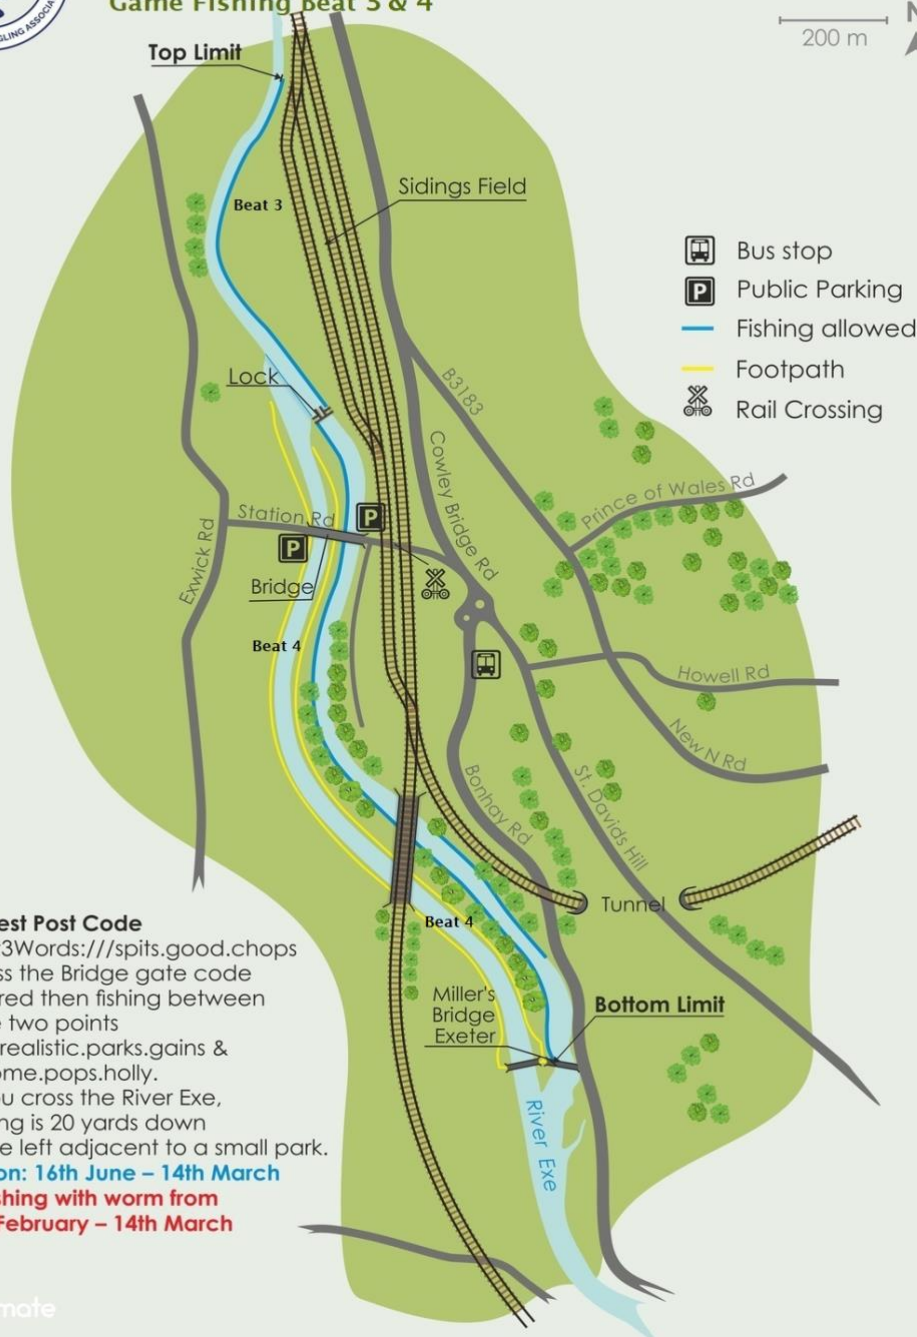 GLING ASSOCIA
Game Fishing Beat 3 & 4
N
200 m
Top Limit
Beat 3
Sidings Field
Bus stop
P Public Parking
Fishing allowed
Footpath
Rail Crossing
Lock
B3183
Cowley Bridge Rd
Prince of Wales Rd
Station Rd
P
P
Exwick Rd
Bridge
Beat 4
Howell Rd
New N Rd
Bonhay Rd
St. Davids Hill
Tunnel
Beat 4
Miller's
Bridge
Exeter
Bottom Limit
River Exe
est Post Code
3Words:///spits.good.chops
ss the Bridge gate code
red then fishing between
e two points
realistic.parks.gains &
ome.pops.holly.
u cross the River Exe,
ng is 20 yards down
e left adjacent to a small park.
on: 16th June – 14th March
shing with worm from
February – 14th March
mate